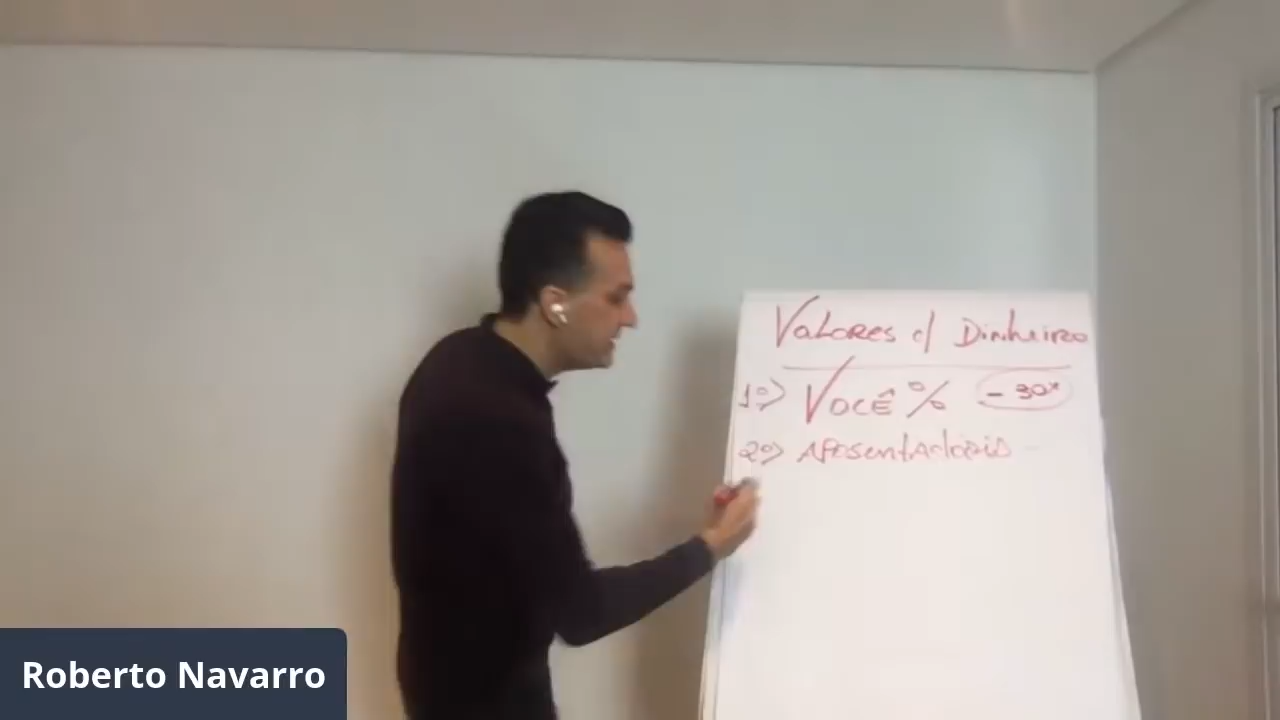 Valores c/ Dinheiro
1º) Você % - 30%
2º) Aposentadoria
Roberto Navarro